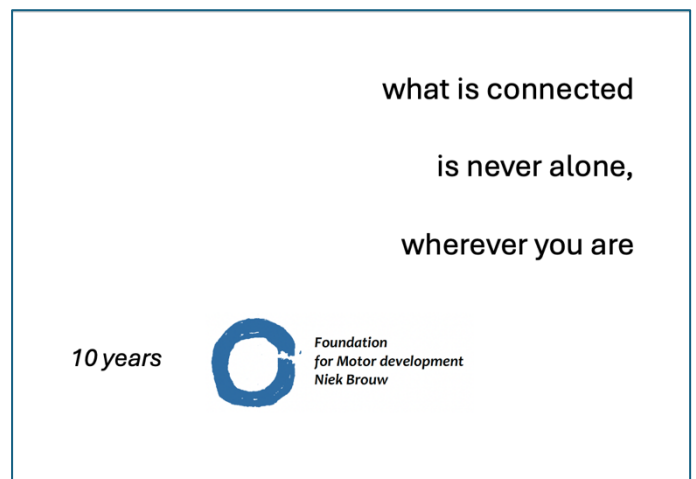 what is connected
is never alone,
wherever you are
10 years
Foundation
for Motor development
Niek Brouw